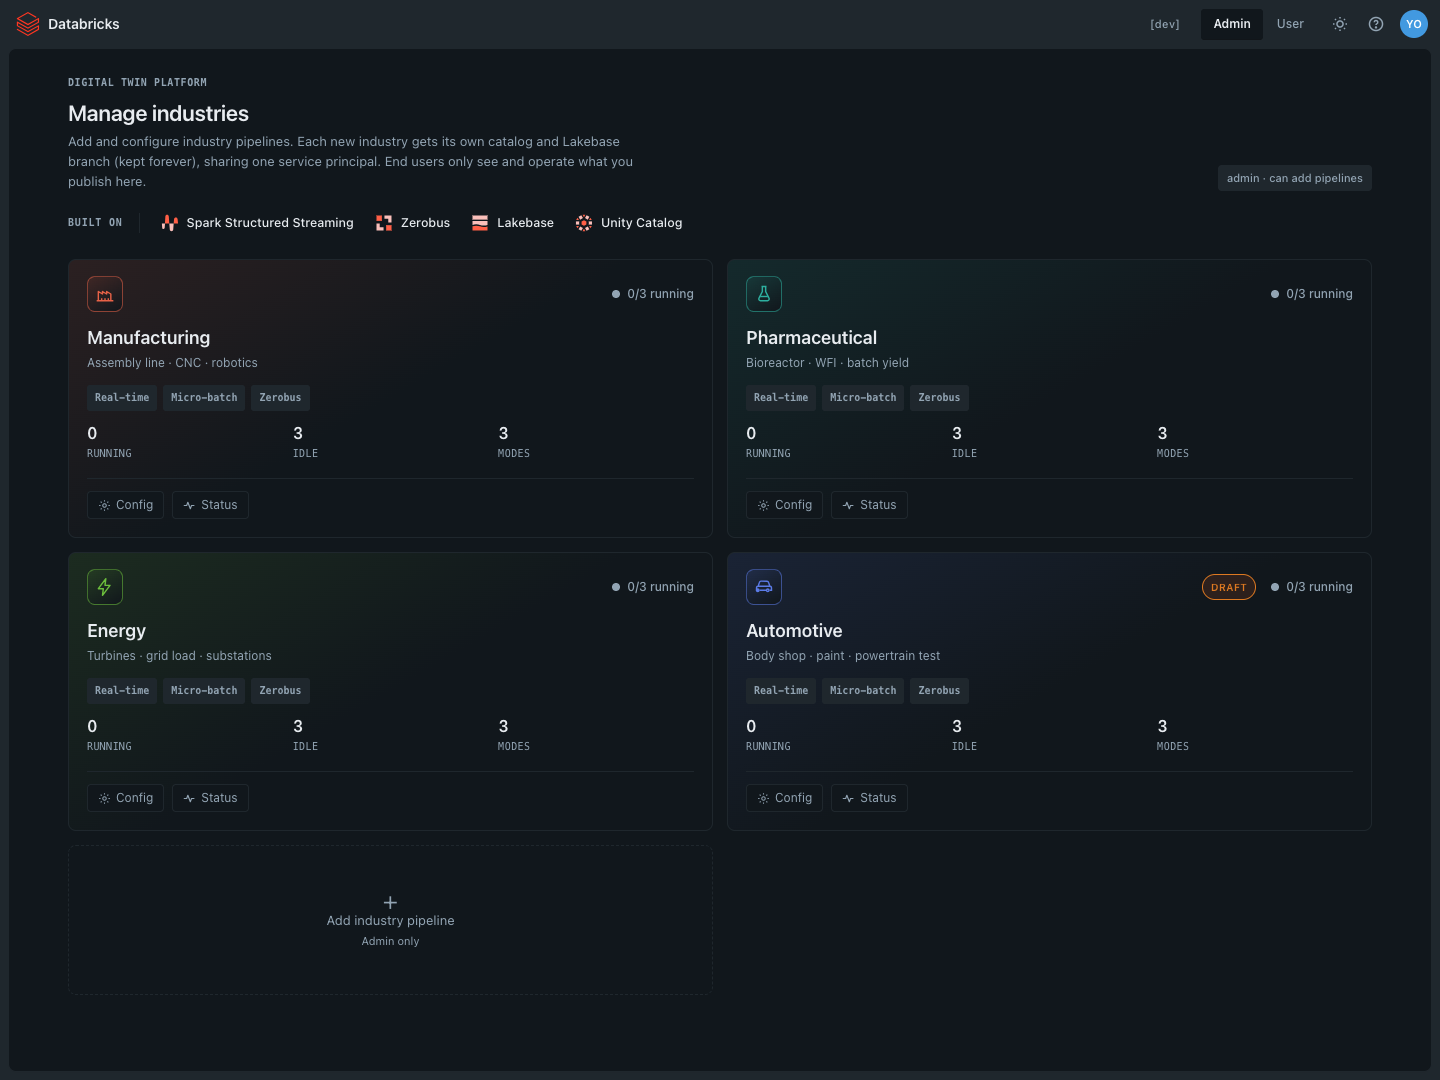 Databricks
[dev]
Admin
User
YO
DIGITAL TWIN PLATFORM
Manage industries
Add and configure industry pipelines. Each new industry gets its own catalog and Lakebase
branch (kept forever), sharing one service principal. End users only see and operate what you
publish here.
admin · can add pipelines
BUILT ON
Spark Structured Streaming
Zerobus
Lakebase
Unity Catalog
0/3 running
Manufacturing
Assembly line · CNC · robotics
Real-time
Micro-batch
Zerobus
0
RUNNING
3
IDLE
3
MODES
Config
Status
0/3 running
Pharmaceutical
Bioreactor · WFI · batch yield
Real-time
Micro-batch
Zerobus
0
RUNNING
3
IDLE
3
MODES
Config
Status
0/3 running
Energy
Turbines · grid load · substations
Real-time
Micro-batch
Zerobus
0
RUNNING
3
IDLE
3
MODES
Config
Status
DRAFT
0/3 running
Automotive
Body shop · paint · powertrain test
Real-time
Micro-batch
Zerobus
0
RUNNING
3
IDLE
3
MODES
Config
Status
Add industry pipeline
Admin only